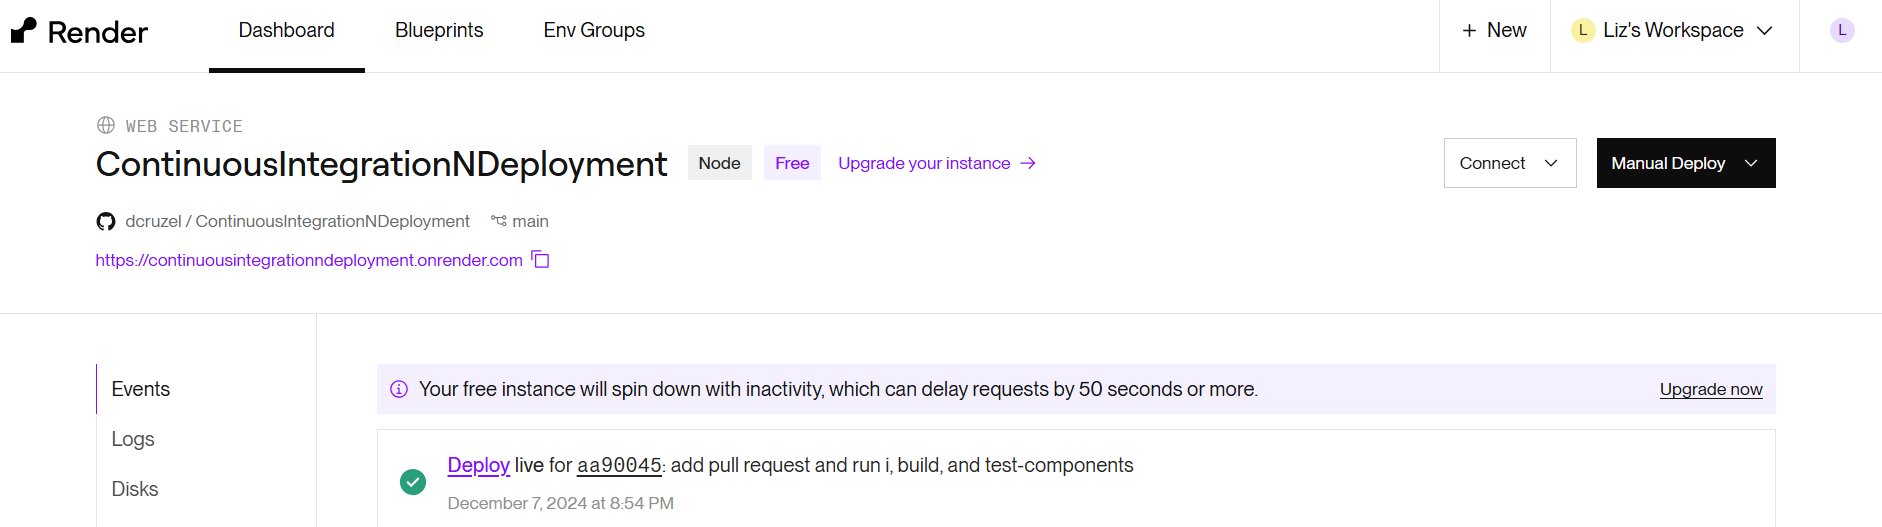 Render
Dashboard
Blueprints
Env Groups
+ New
L
Liz's Workspace
L
WEB SERVICE
ContinuousIntegrationNDeployment
Node
Free
Upgrade your instance →
Connect
Manual Deploy
dcruzel / ContinuousIntegrationNDeployment
main
https://continuousintegrationndeployment.onrender.com
Events
Logs
Disks
Your free instance will spin down with inactivity, which can delay requests by 50 seconds or more.
Upgrade now
Deploy live for aa90045: add pull request and run i, build, and test-components
December 7, 2024 at 8:54 PM